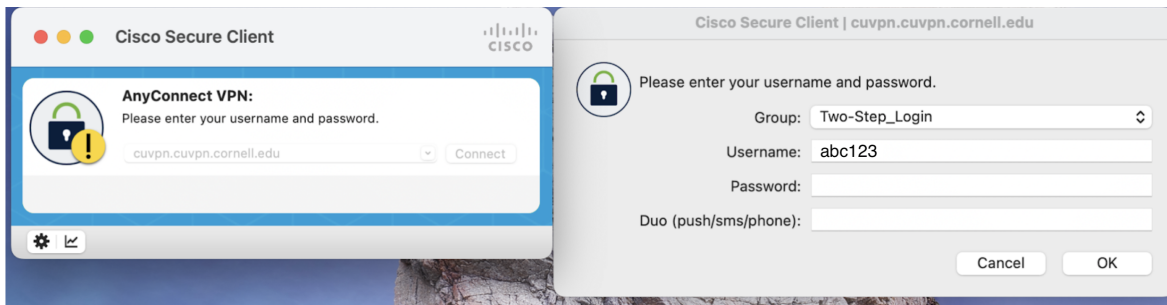 Cisco Secure Client
CISCO
AnyConnect VPN:
Please enter your username and password.
cuvpn.cuvpn.cornell.edu
Connect
Cisco Secure Client | cuvpn.cuvpn.cornell.edu
Please enter your username and password.
Group: Two-Step_Login
Username: abc123
Password:
Duo (push/sms/phone):
Cancel OK